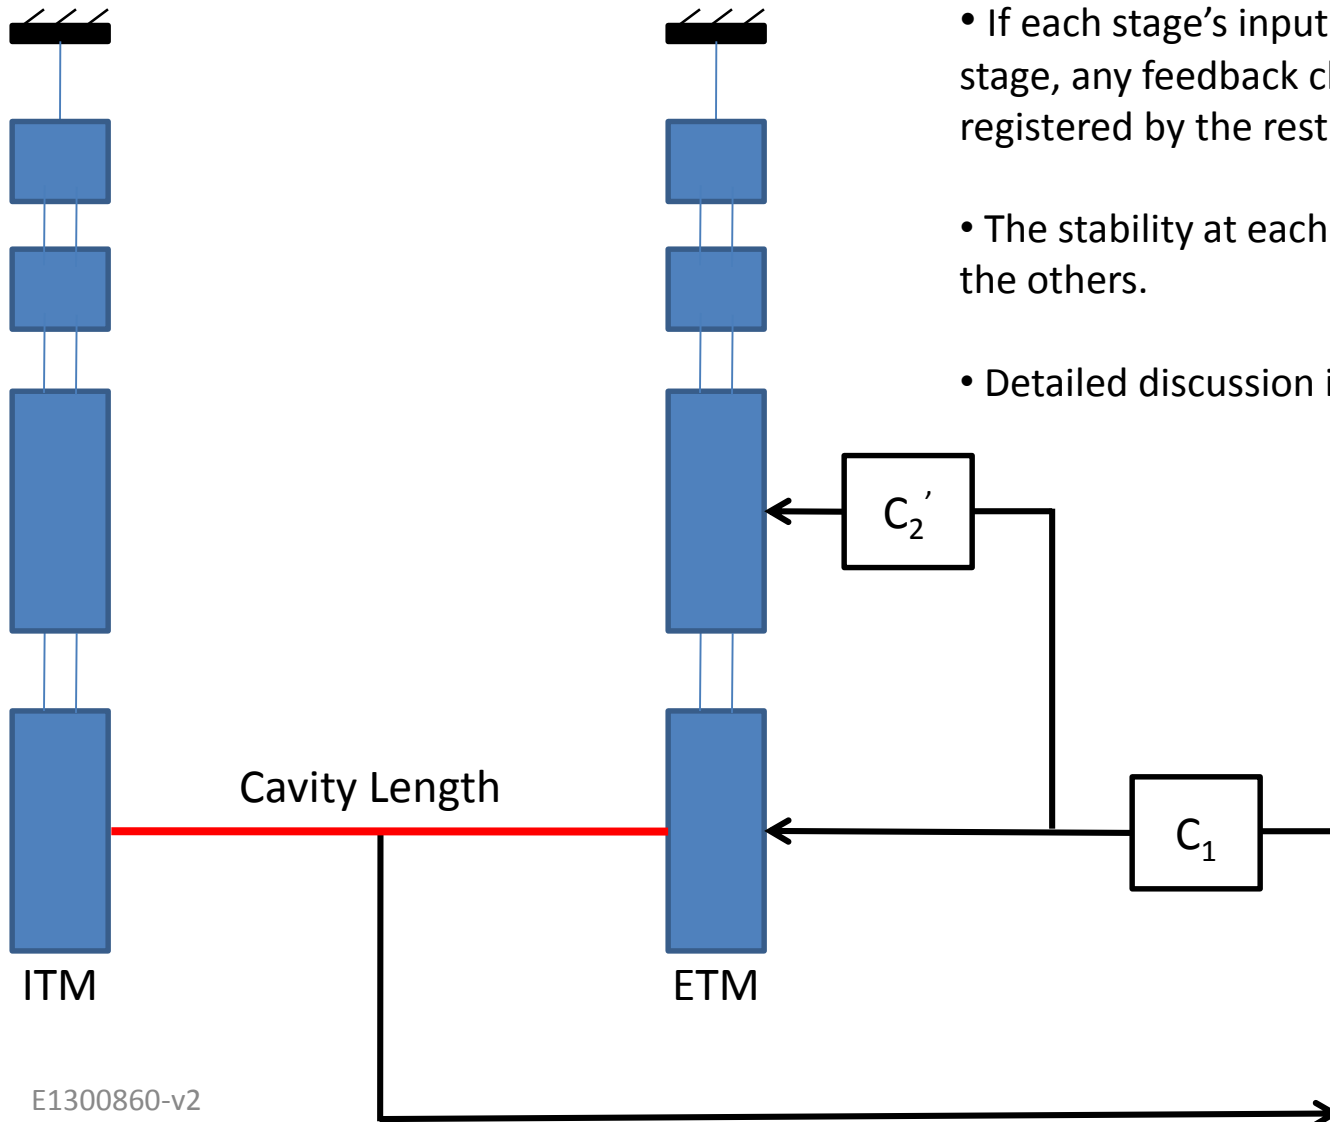 • If each stage’s input
stage, any feedback cl
registered by the rest
• The stability at each
the others.
• Detailed discussion i
C₂’
Cavity Length
C₁
ITM
ETM
E1300860-v2